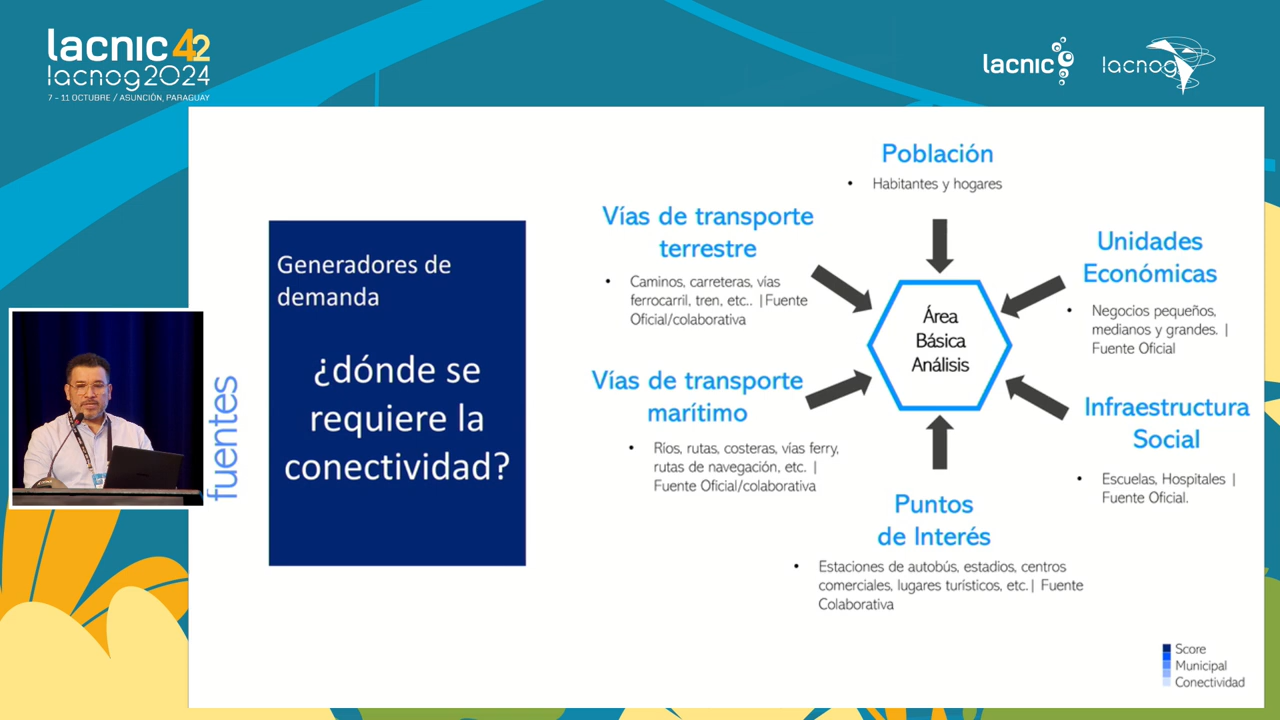 lacnic 42
lacnog2024
7 - 11 OCTUBRE / ASUNCIÓN, PARAGUAY
lacnic
lacnog
fuentes
Generadores de
demanda
¿dónde se
requiere la
conectividad?
Población
• Habitantes y hogares
Vías de transporte
terrestre
• Caminos, carreteras, vías
ferrocarril, tren, etc.. |Fuente
Oficial/colaborativa
Unidades
Económicas
• Negocios pequeños,
medianos y grandes. |
Fuente Oficial
Área
Básica
Análisis
Vías de transporte
marítimo
• Ríos, rutas, costeras, vías ferry,
rutas de navegación, etc. |
Fuente Oficial/colaborativa
Infraestructura
Social
• Escuelas, Hospitales |
Fuente Oficial.
Puntos
de Interés
• Estaciones de autobús, estadios, centros
comerciales, lugares turísticos, etc.| Fuente
Colaborativa
Score
Municipal
Conectividad